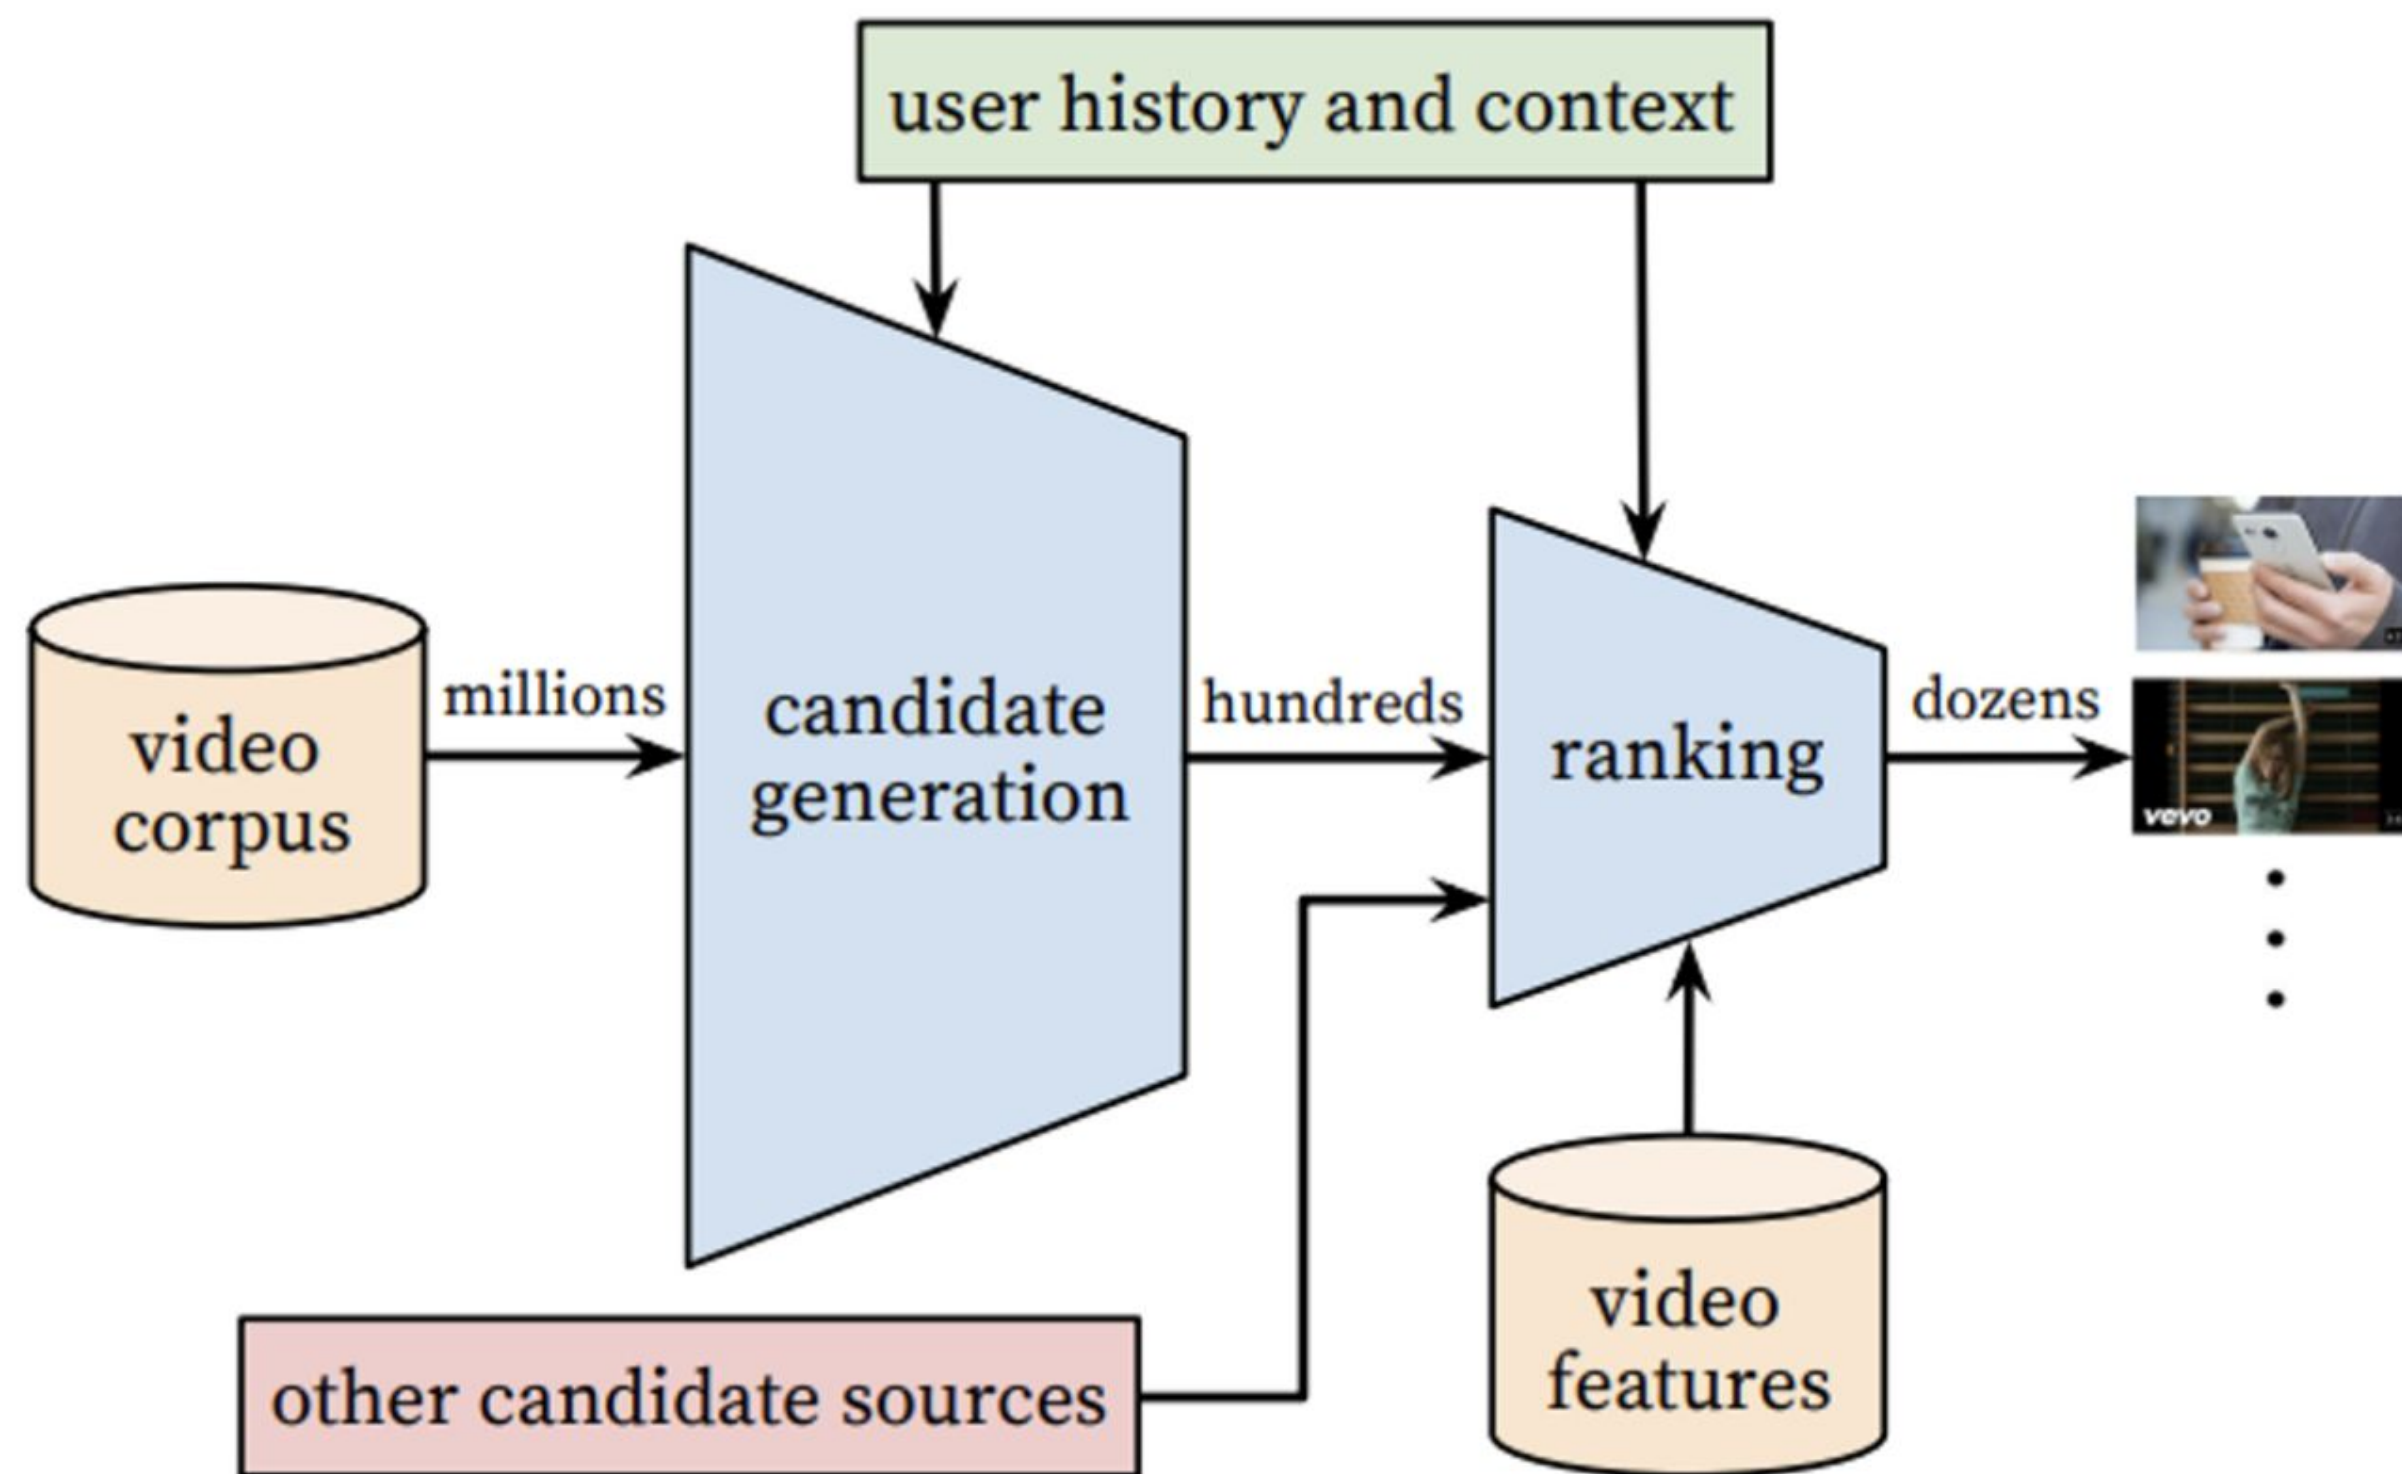 user history and context
video
corpus
millions
candidate
generation
hundreds
ranking
dozens
vevo
other candidate sources
video
features